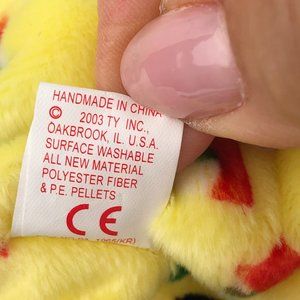 HANDMADE IN CHINA
© 2003 TY INC.,
OAKBROOK, IL. U.S.A.
SURFACE WASHABLE
ALL NEW MATERIAL
POLYESTER FIBER
& P.E. PELLETS
CE